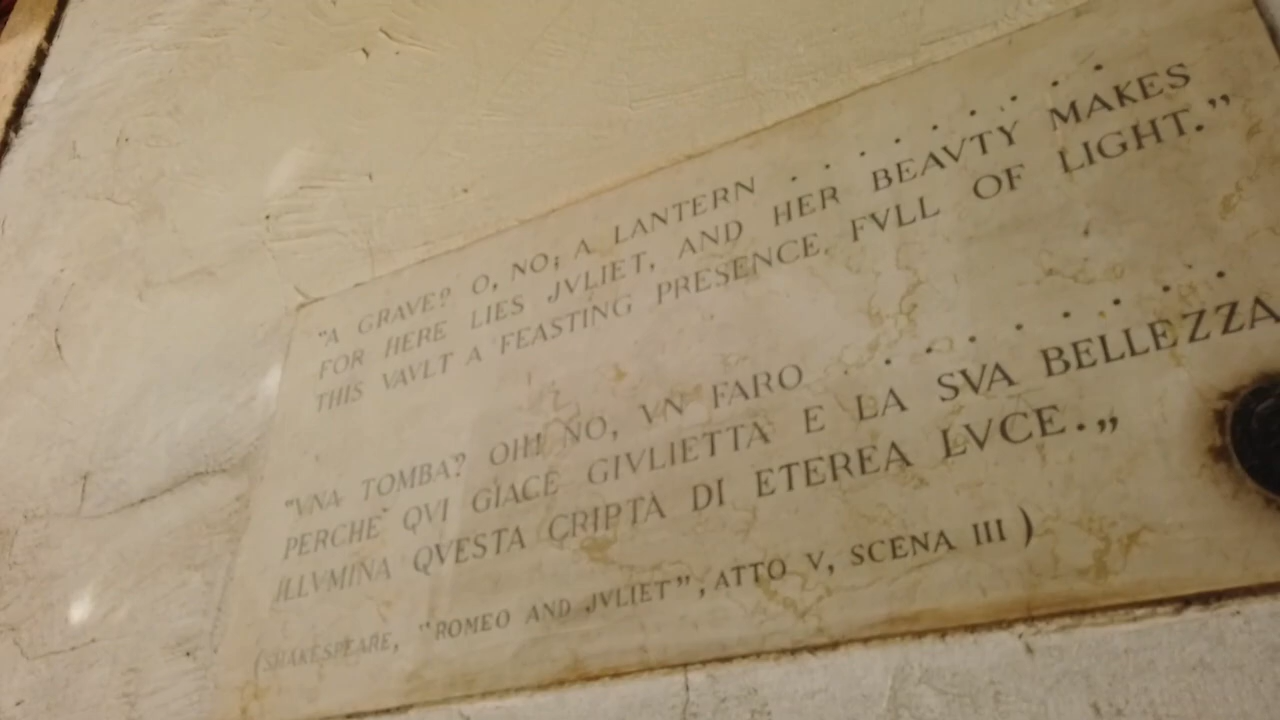 "A GRAVE? O, NO; A LANTERN . . . . . . . . .
FOR HERE LIES JVLIET, AND HER BEAVTY MAKES
THIS VAVLT A FEASTING PRESENCE FVLL OF LIGHT."
"VNA TOMBA? OH! NO, VN FARO . . . . . . . .
PERCHE` QVI GIACE GIVLIETTA E LA SVA BELLEZZA
ILLVMINA QVESTA CRIPTA DI ETEREA LVCE.„
(SHAKESPEARE, "ROMEO AND JVLIET", ATTO V, SCENA III )